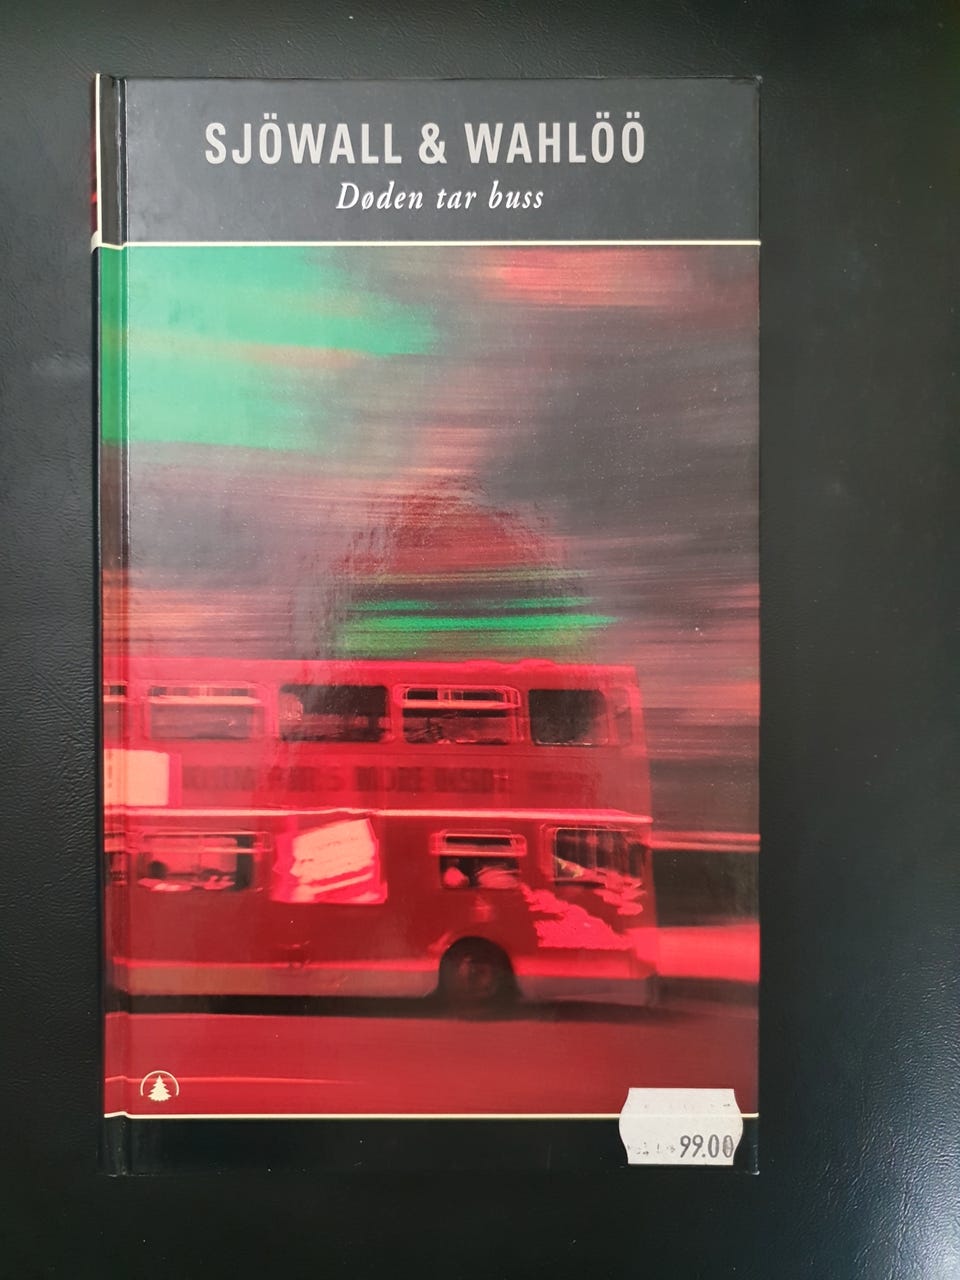 SJÖWALL & WAHLÖÖ
Døden tar buss
99.00